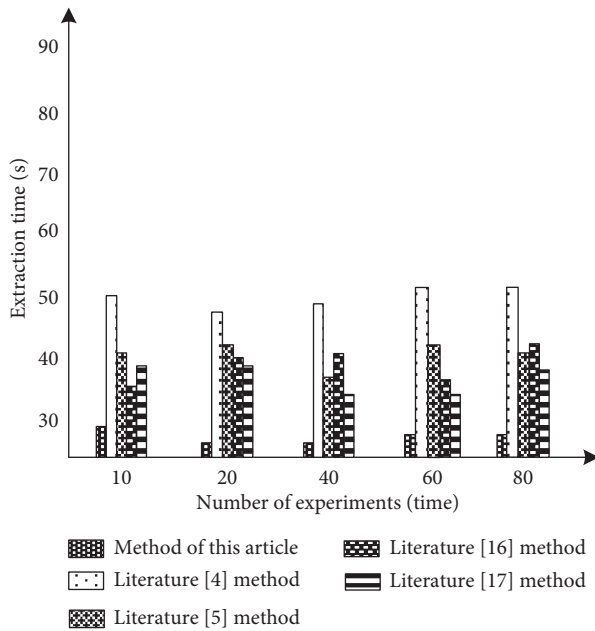 90
80
70
60
50
40
30
Extraction time (s)
10 20 40 60 80
Number of experiments (time)
Method of this article
Literature [4] method
Literature [5] method
Literature [16] method
Literature [17] method